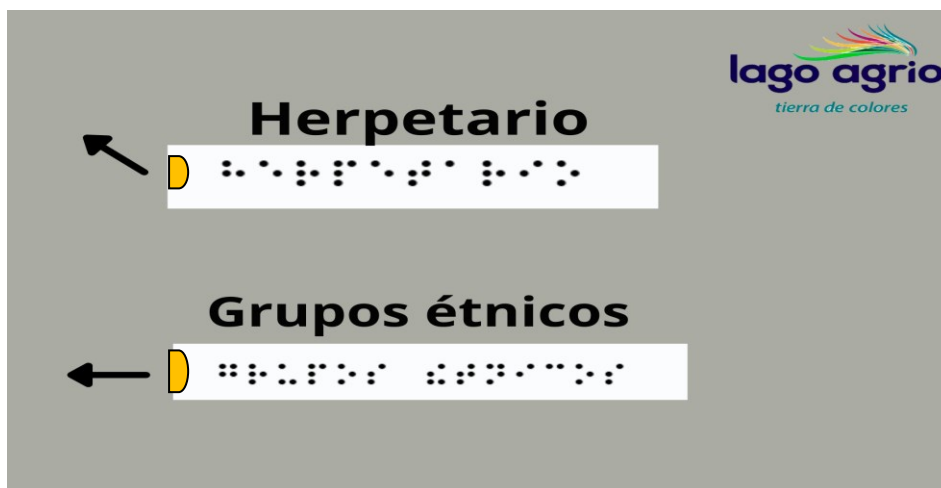 lago agrio
tierra de colores
Herpetario
⠓⠑⠗⠏⠑⠞⠁⠗⠊⠕
Grupos étnicos
⠛⠗⠥⠏⠕⠎ ⠮⠞⠝⠊⠉⠕⠎